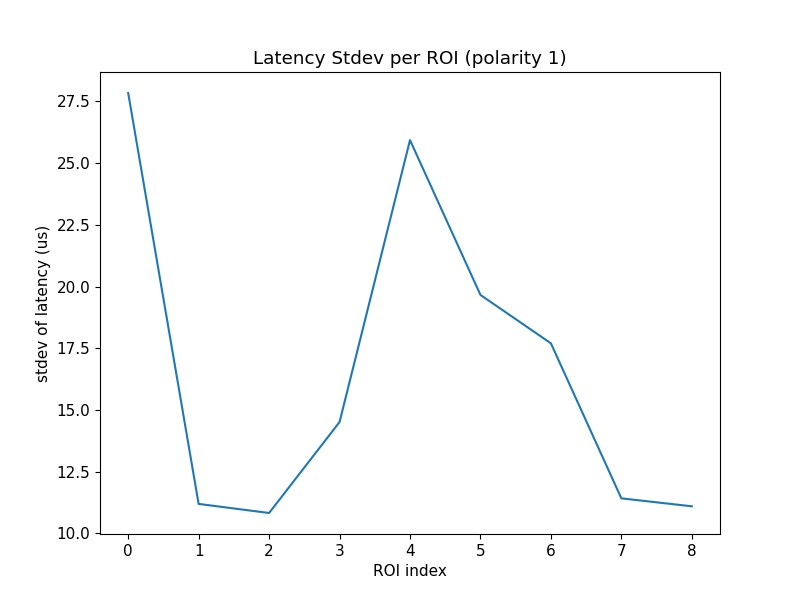 Latency Stdev per ROI (polarity 1)
27.5
25.0
22.5
20.0
17.5
15.0
12.5
10.0
stdev of latency (us)
0 1 2 3 4 5 6 7 8
ROI index